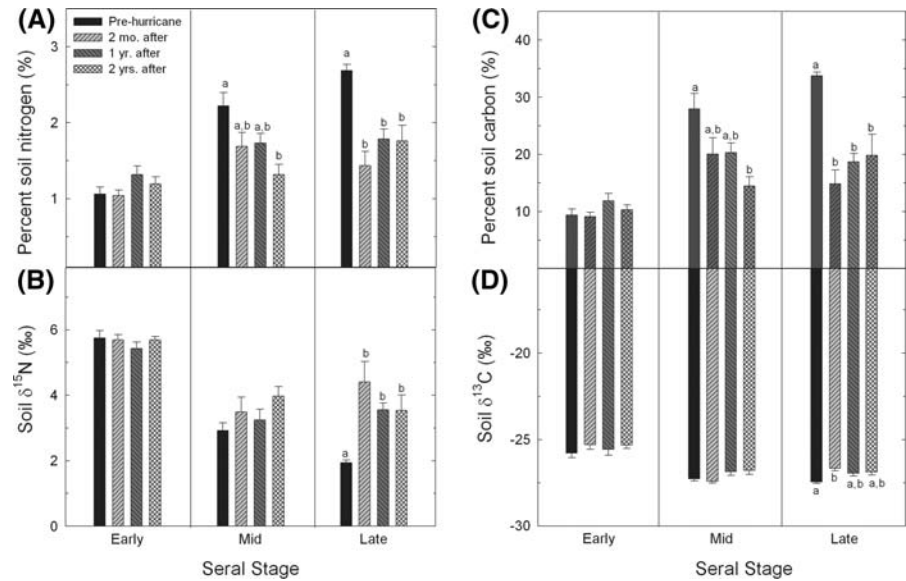 (A)
Pre-hurricane
2 mo. after
1 yr. after
2 yrs. after
Percent soil nitrogen (%)
3
2
1
a
a,b
a,b
b
a
b
b
b
(B)
Soil δ15N (‰)
6
4
2
0
a
b
b
b
Early
Mid
Late
Seral Stage
(C)
Percent soil carbon (%)
40
30
20
10
a
a,b
a,b
b
a
b
b
b
(D)
Soil δ13C (‰)
-20
-25
-30
a
b
a,b
a,b
Early
Mid
Late
Seral Stage